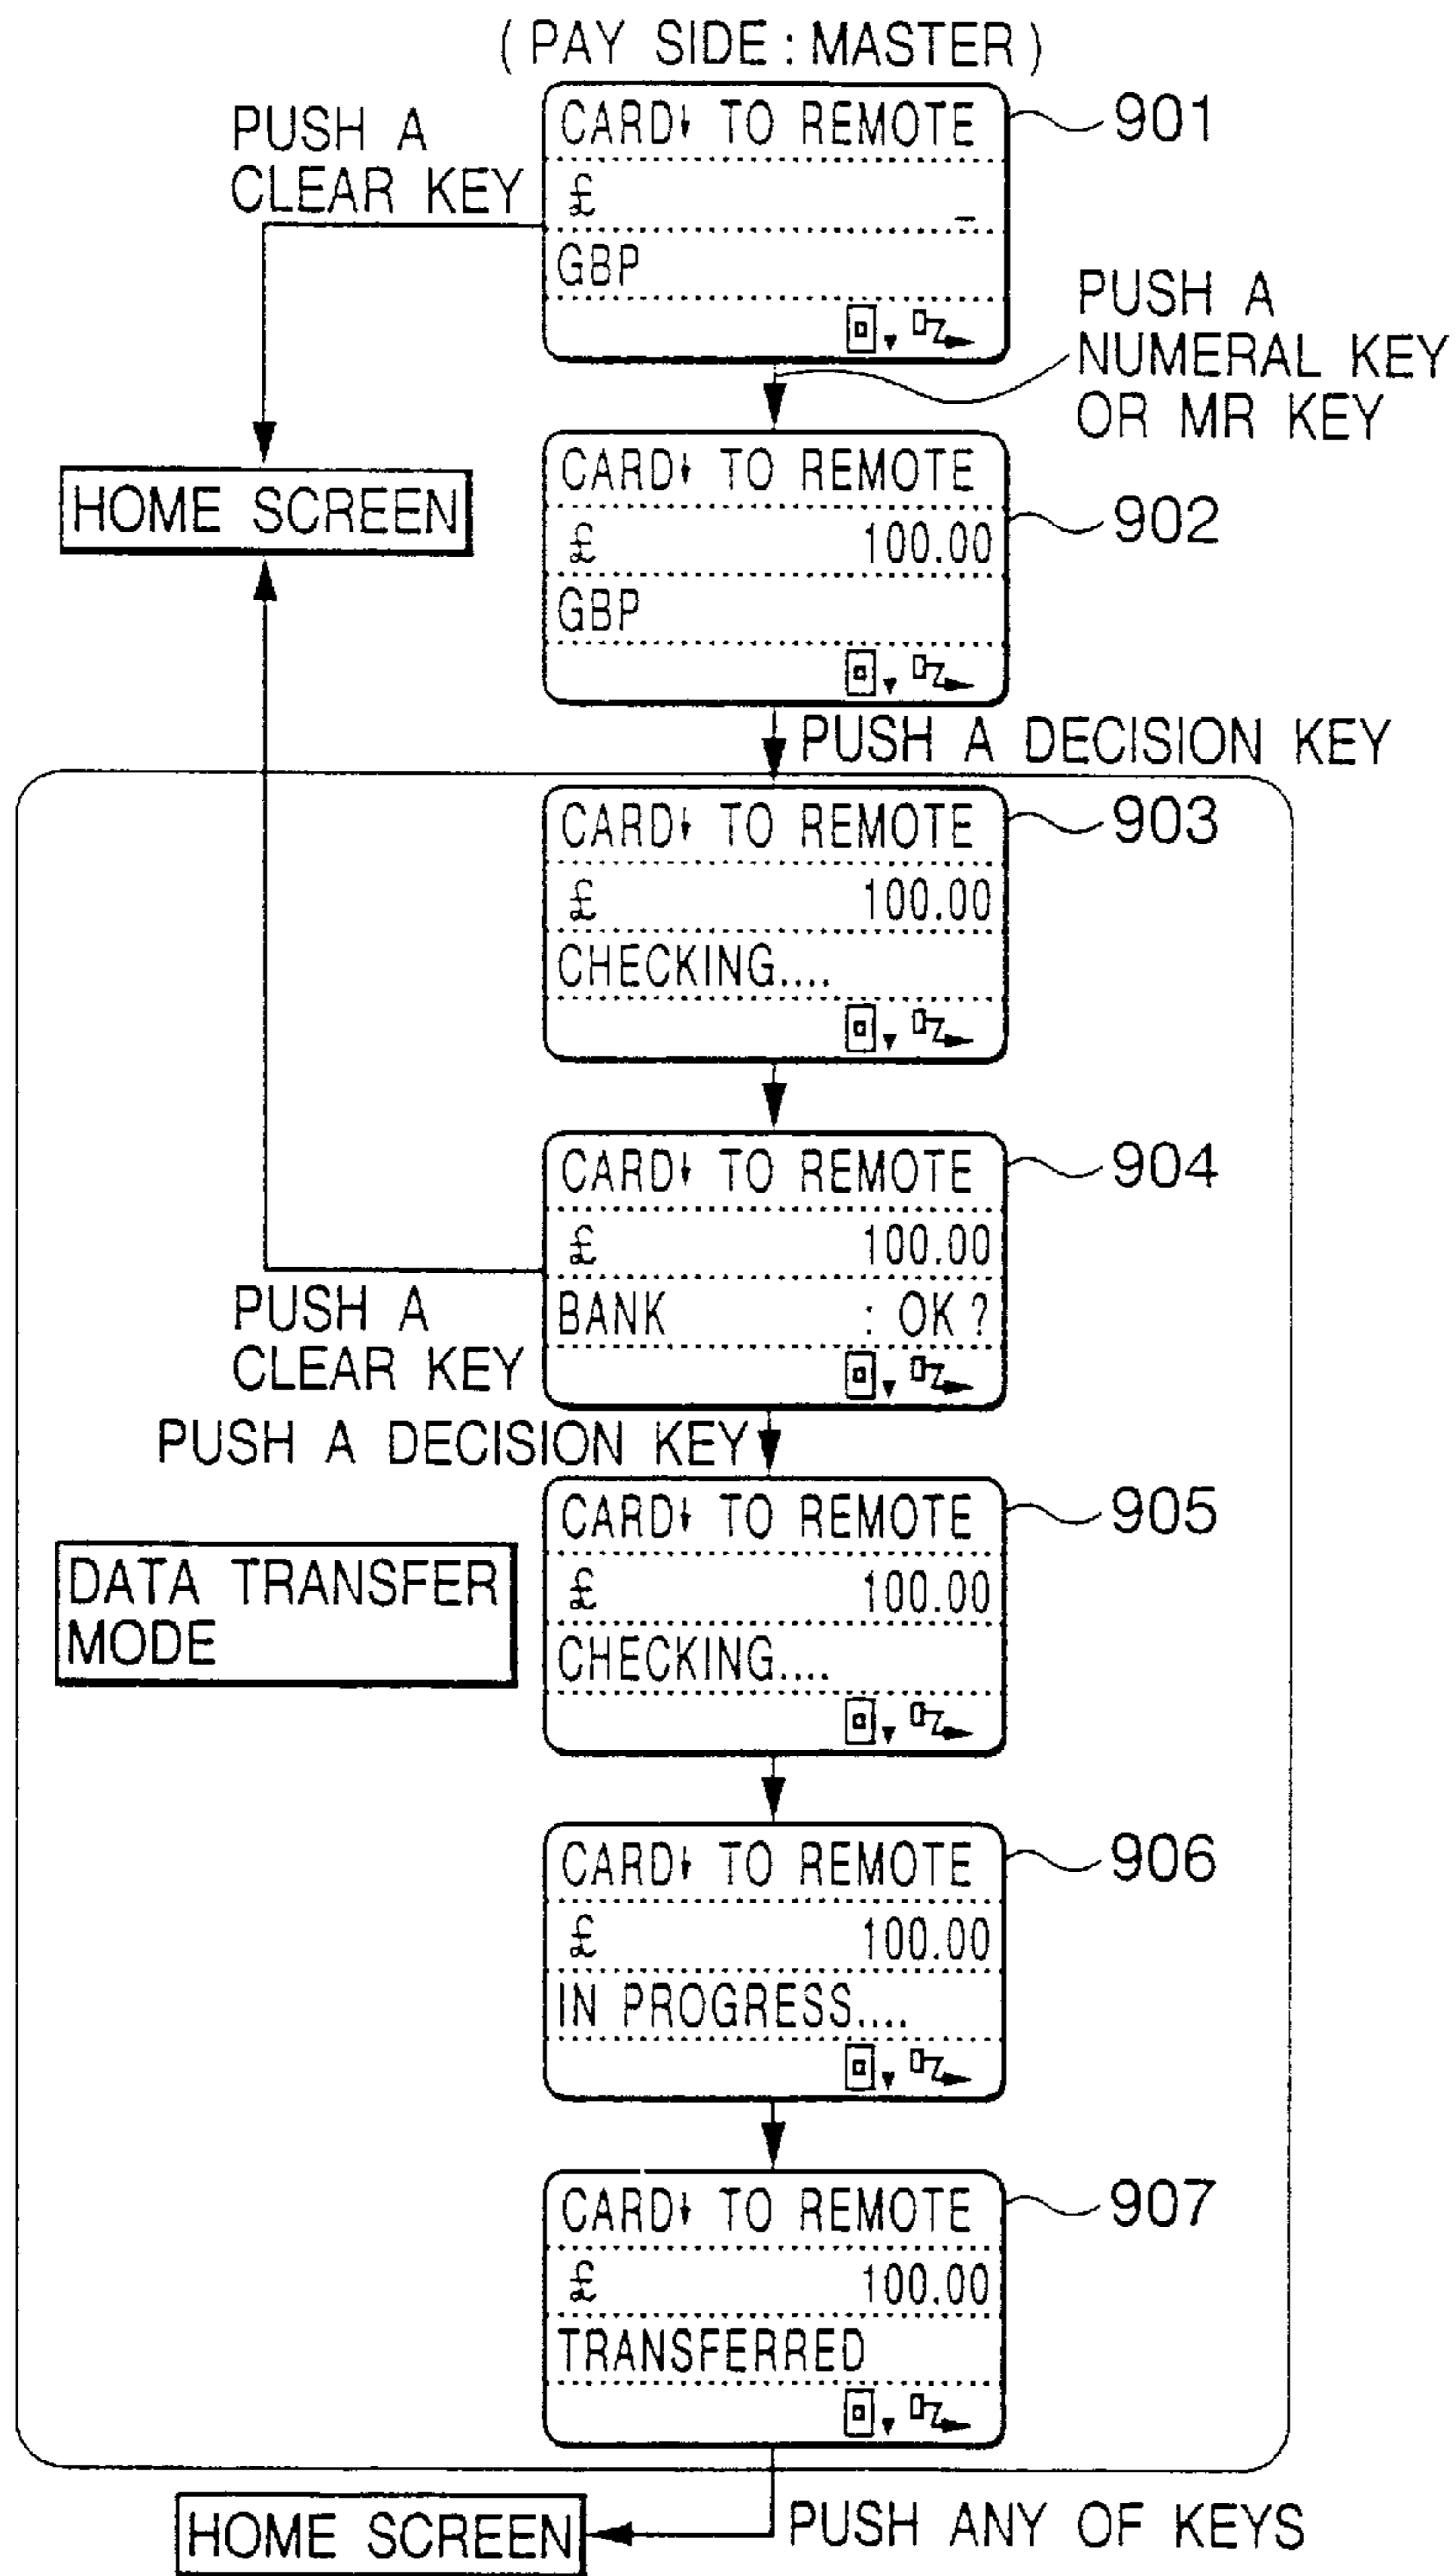 (PAY SIDE : MASTER)
PUSH A
CLEAR KEY
CARD↓ TO REMOTE
£ _
GBP
901
PUSH A
NUMERAL KEY
OR MR KEY
HOME SCREEN
CARD↓ TO REMOTE
£ 100.00
GBP
902
PUSH A DECISION KEY
CARD↓ TO REMOTE
£ 100.00
CHECKING....
903
CARD↓ TO REMOTE
£ 100.00
BANK : OK ?
904
PUSH A
CLEAR KEY
PUSH A DECISION KEY
DATA TRANSFER
MODE
CARD↓ TO REMOTE
£ 100.00
CHECKING....
905
CARD↓ TO REMOTE
£ 100.00
IN PROGRESS....
906
CARD↓ TO REMOTE
£ 100.00
TRANSFERRED
907
HOME SCREEN
PUSH ANY OF KEYS